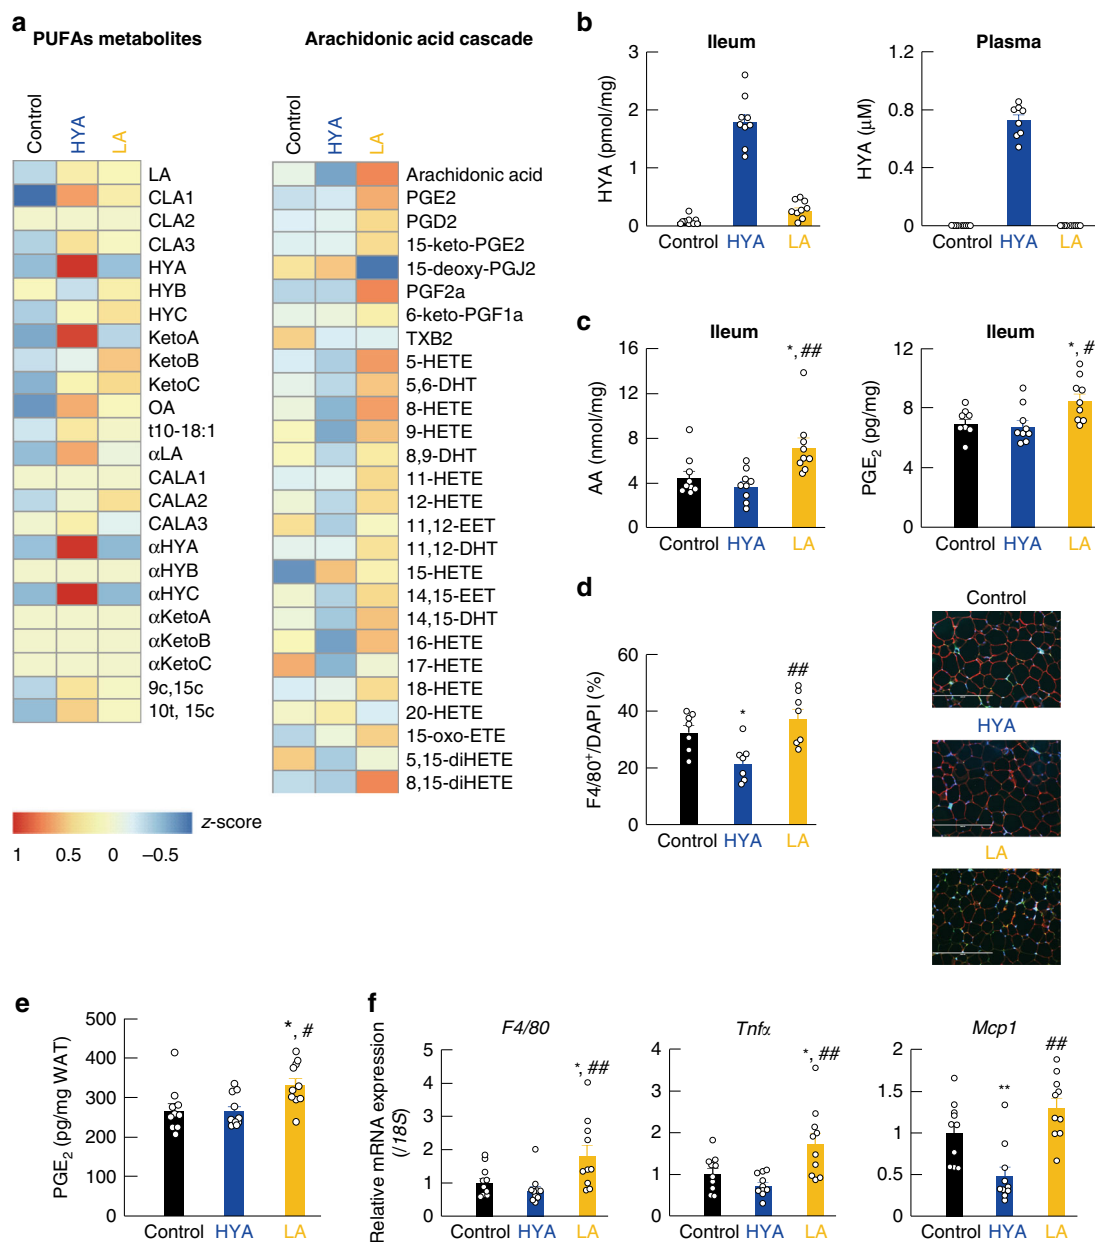 a
PUFAs metabolites
Arachidonic acid cascade
Control
HYA
LA
Control
HYA
LA
LA
CLA1
CLA2
CLA3
HYA
HYB
HYC
KetoA
KetoB
KetoC
OA
t10-18:1
αLA
CALA1
CALA2
CALA3
αHYA
αHYB
αHYC
αKetoA
αKetoB
αKetoC
9c,15c
10t, 15c
Arachidonic acid
PGE2
PGD2
15-keto-PGE2
15-deoxy-PGJ2
PGF2a
6-keto-PGF1a
TXB2
5-HETE
5,6-DHT
8-HETE
9-HETE
8,9-DHT
11-HETE
12-HETE
11,12-EET
11,12-DHT
15-HETE
14,15-EET
14,15-DHT
16-HETE
17-HETE
18-HETE
20-HETE
15-oxo-ETE
5,15-diHETE
8,15-diHETE
z-score
1 0.5 0 –0.5
b
Ileum
HYA (pmol/mg)
3
2
1
0
Control HYA LA
Plasma
HYA (μM)
1.2
0.8
0.4
0
Control HYA LA
c
Ileum
AA (nmol/mg)
16
12
8
4
0
*, ##
Control HYA LA
Ileum
PGE2 (pg/mg)
12
8
4
0
*, #
Control HYA LA
d
F4/80+/DAPI (%)
60
40
20
0
*
##
Control HYA LA
Control
HYA
LA
e
PGE2 (pg/mg WAT)
500
400
300
200
100
0
*, #
Control HYA LA
f
Relative mRNA expression
(/18S)
F4/80
5
4
3
2
1
0
*, ##
Control HYA LA
Tnfα
4
3
2
1
0
*, ##
Control HYA LA
Mcp1
2
1.5
1
0.5
0
**
##
Control HYA LA